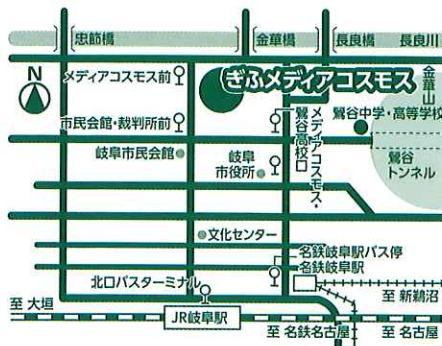 忠節橋
金華橋
長良橋
長良川
N
メディアコスモス前
ぎふメディアコスモス
金華山
市民会館・裁判所前
鶯谷中学・高等学校
メディアコスモス・
鶯谷高校口
岐阜市民会館
岐阜
市役所
鶯谷
トンネル
文化センター
名鉄岐阜駅バス停
名鉄岐阜駅
北口バスターミナル
至 大垣
JR岐阜駅
至 新鵜沼
至 名鉄名古屋
至 名古屋